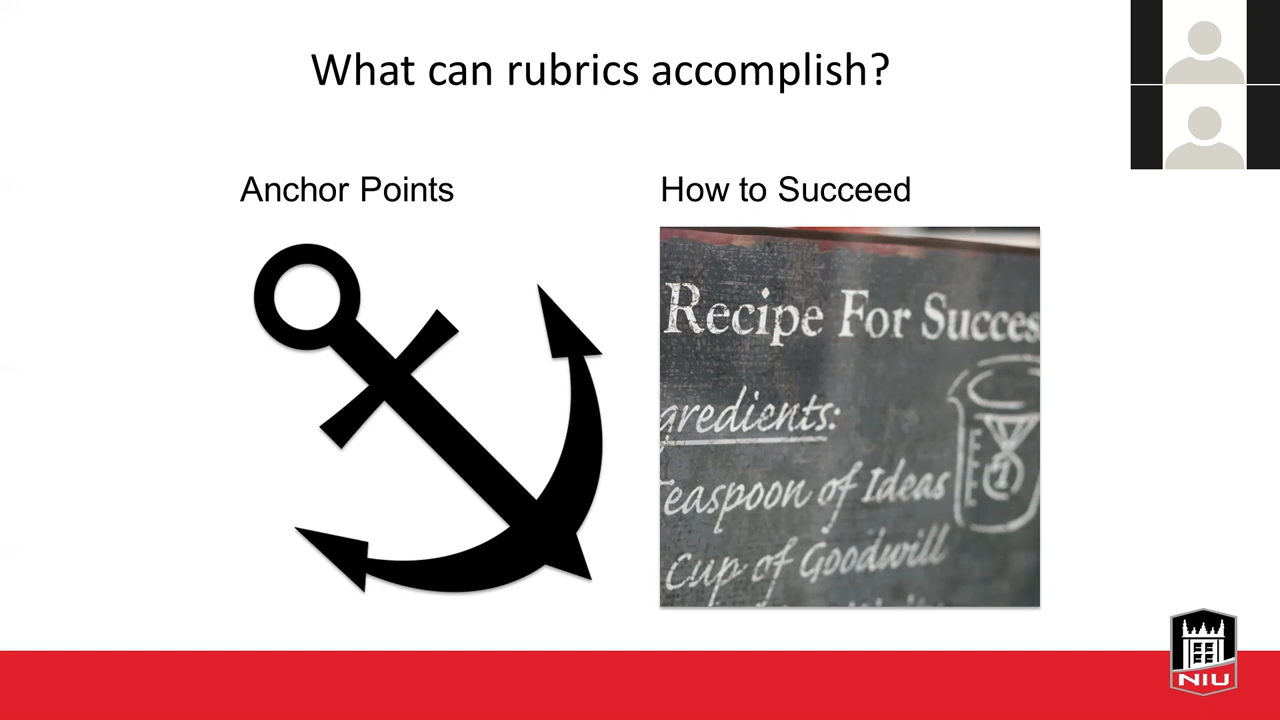 What can rubrics accomplish?
Anchor Points
How to Succeed
Recipe For Succes
gredients:
Teaspoon of Ideas
Cup of Goodwill
NIU